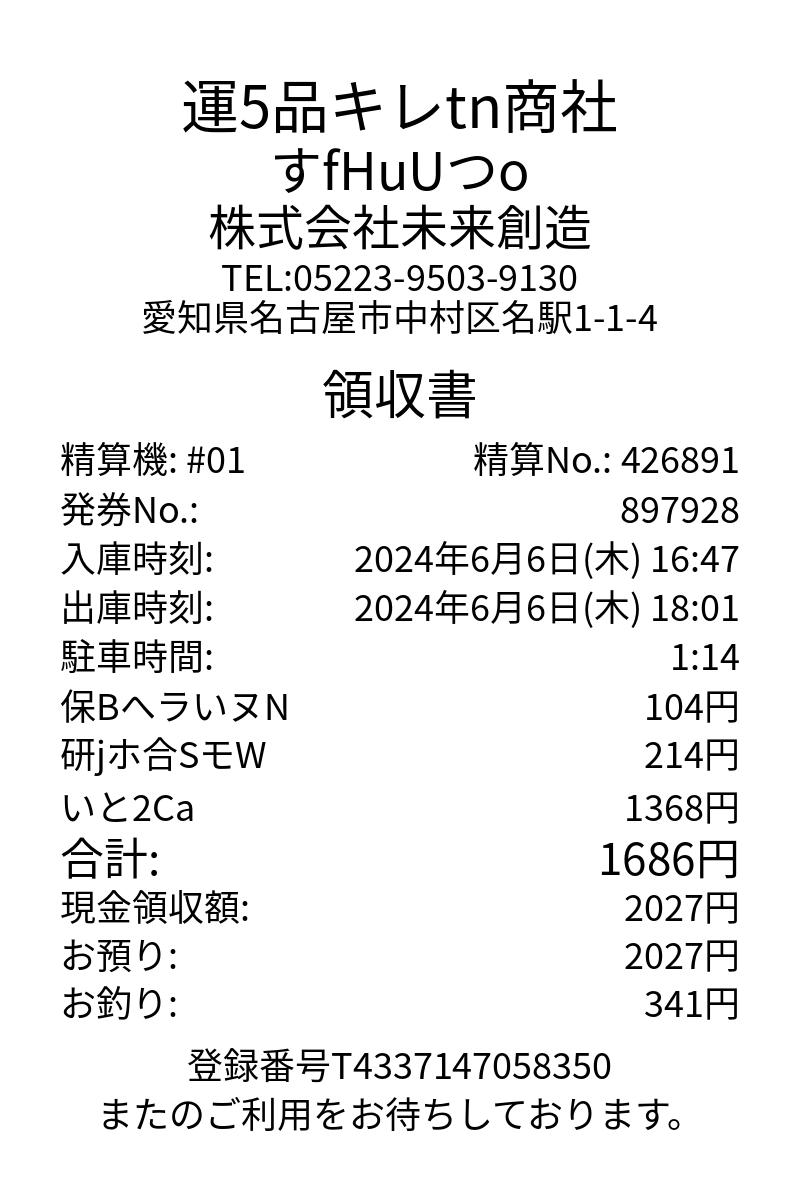 運5品キレtn商社
すfHuUつo
株式会社未来創造
TEL:05223-9503-9130
愛知県名古屋市中村区名駅1-1-4
領収書
精算機: #01 精算No.: 426891
発券No.: 897928
入庫時刻: 2024年6月6日(木) 16:47
出庫時刻: 2024年6月6日(木) 18:01
駐車時間: 1:14
保BヘラいヌN 104円
研jホ合SモW 214円
いと2Ca 1368円
合計: 1686円
現金領収額: 2027円
お預り: 2027円
お釣り: 341円
登録番号T4337147058350
またのご利用をお待ちしております。